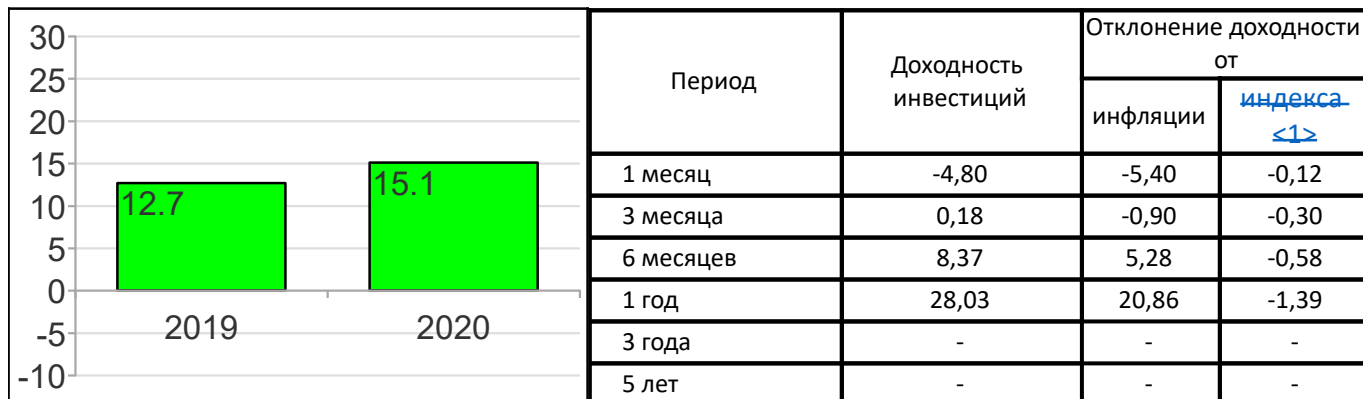 30
25
20
15
10
5
0
-5
-10
12.7
15.1
2019
2020
Период
Доходность
инвестиций
Отклонение доходности
от
инфляции
индекса
<1>
1 месяц -4,80 -5,40 -0,12
3 месяца 0,18 -0,90 -0,30
6 месяцев 8,37 5,28 -0,58
1 год 28,03 20,86 -1,39
3 года - - -
5 лет - - -